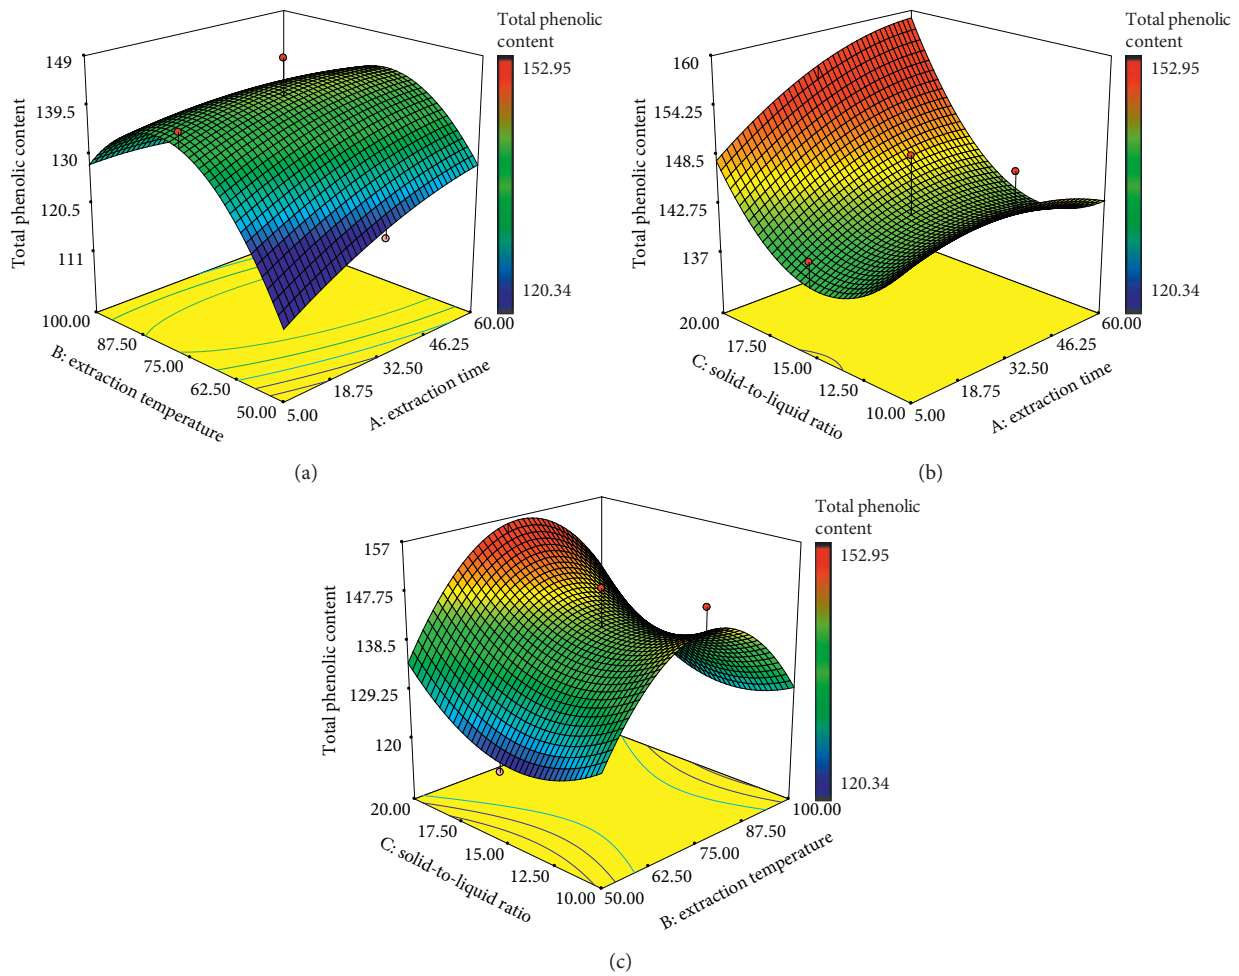 Total phenolic
content
152.95
120.34
149
139.5
130
120.5
111
Total phenolic content
100.00
87.50
75.00
62.50
50.00
B: extraction temperature
5.00
18.75
32.50
46.25
60.00
A: extraction time
(a)
Total phenolic
content
152.95
120.34
160
154.25
148.5
142.75
137
Total phenolic content
20.00
17.50
15.00
12.50
10.00
C: solid-to-liquid ratio
5.00
18.75
32.50
46.25
60.00
A: extraction time
(b)
Total phenolic
content
152.95
120.34
157
147.75
138.5
129.25
120
Total phenolic content
20.00
17.50
15.00
12.50
10.00
C: solid-to-liquid ratio
50.00
62.50
75.00
87.50
100.00
B: extraction temperature
(c)